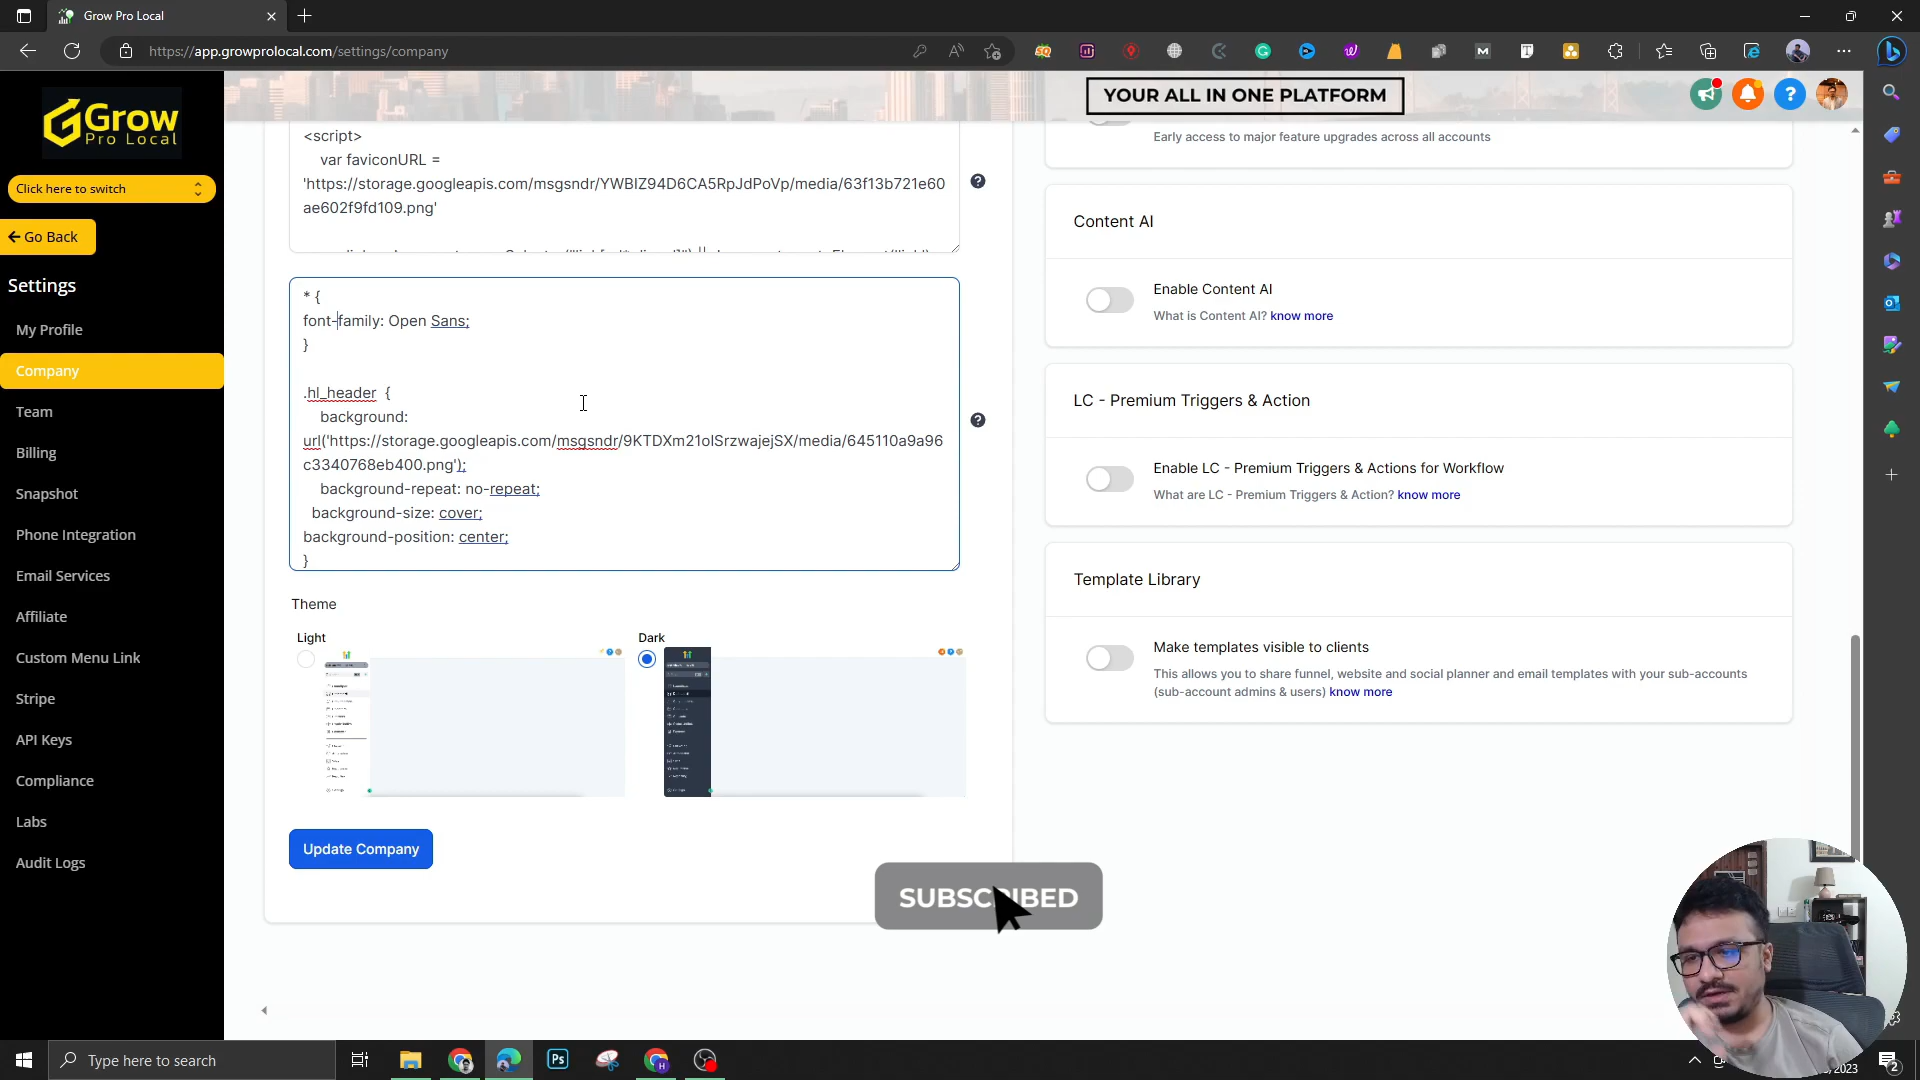 Grow Pro Local
https://app.growprolocal.com/settings/company
Grow
Pro Local
YOUR ALL IN ONE PLATFORM
Click here to switch
Go Back
Settings
My Profile
Company
Team
Billing
Snapshot
Phone Integration
Email Services
Affiliate
Custom Menu Link
Stripe
API Keys
Compliance
Labs
Audit Logs
<script>
var faviconURL =
'https://storage.googleapis.com/msgsndr/YWBIZ94D6CA5RpJdPoVp/media/63f13b721e60
ae602f9fd109.png'
* {
font-family: Open Sans;
}
.hl_header {
background:
url('https://storage.googleapis.com/msgsndr/9KTDXm21oISrzwajejSX/media/645110a9a96
c3340768eb400.png');
background-repeat: no-repeat;
background-size: cover;
background-position: center;
}
Theme
Light
Dark
Update Company
Early access to major feature upgrades across all accounts
Content AI
Enable Content AI
What is Content AI? know more
LC - Premium Triggers & Action
Enable LC - Premium Triggers & Actions for Workflow
What are LC - Premium Triggers & Action? know more
Template Library
Make templates visible to clients
This allows you to share funnel, website and social planner and email templates with your sub-accounts
(sub-account admins & users) know more
SUBSCRIBED
Type here to search
Ps
2023
2